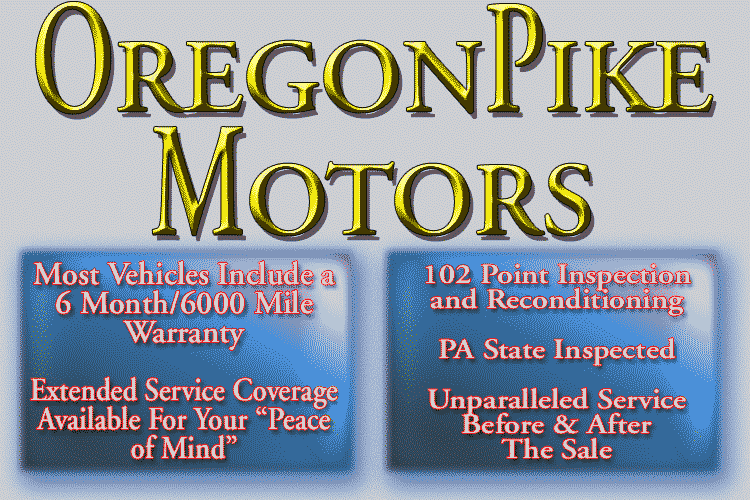 OREGONPIKE
MOTORS
Most Vehicles Include a
6 Month/6000 Mile
Warranty
Extended Service Coverage
Available For Your “Peace
of Mind”
102 Point Inspection
and Reconditioning
PA State Inspected
Unparalleled Service
Before & After
The Sale